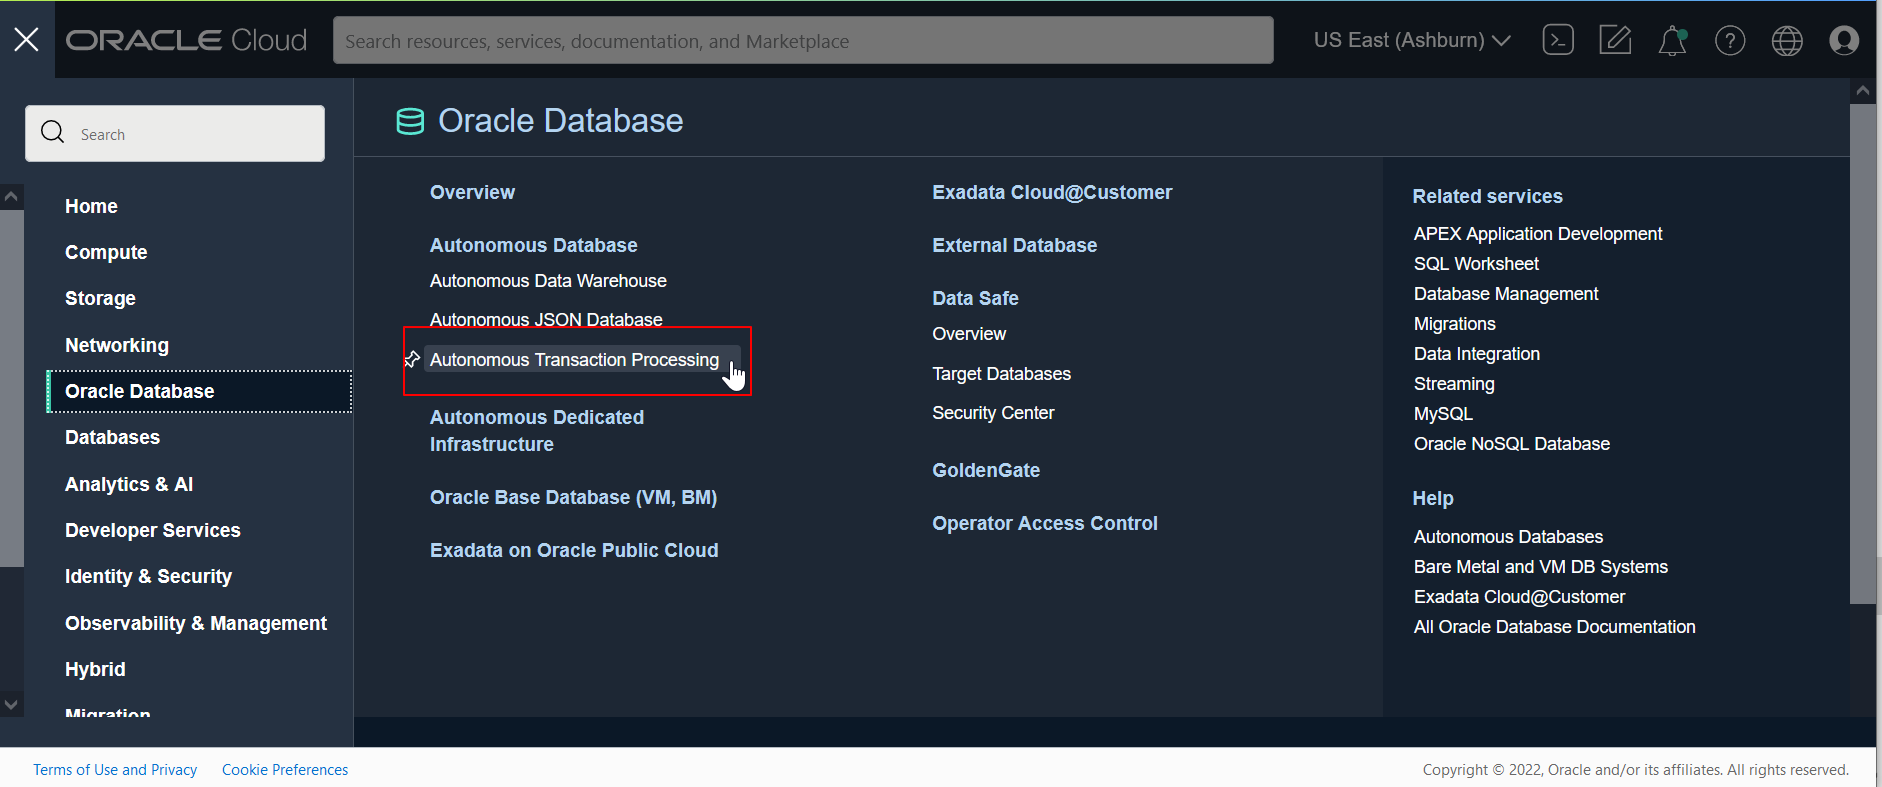 ORACLE Cloud
Search resources, services, documentation, and Marketplace
US East (Ashburn)
Search
Home
Compute
Storage
Networking
Oracle Database
Databases
Analytics & AI
Developer Services
Identity & Security
Observability & Management
Hybrid
Migration
Oracle Database
Overview
Autonomous Database
Autonomous Data Warehouse
Autonomous JSON Database
Autonomous Transaction Processing
Autonomous Dedicated
Infrastructure
Oracle Base Database (VM, BM)
Exadata on Oracle Public Cloud
Exadata Cloud@Customer
External Database
Data Safe
Overview
Target Databases
Security Center
GoldenGate
Operator Access Control
Related services
APEX Application Development
SQL Worksheet
Database Management
Migrations
Data Integration
Streaming
MySQL
Oracle NoSQL Database
Help
Autonomous Databases
Bare Metal and VM DB Systems
Exadata Cloud@Customer
All Oracle Database Documentation
Terms of Use and Privacy
Cookie Preferences
Copyright © 2022, Oracle and/or its affiliates. All rights reserved.